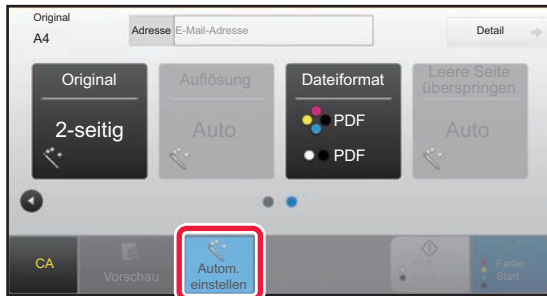 Original
A4
Adresse E-Mail-Adresse
Detail
Original
2-seitig
Auflösung
Auto
Dateiformat
PDF
PDF
Leere Seite
überspringen
Auto
CA
Vorschau
Autom.
einstellen
Farbe
Start